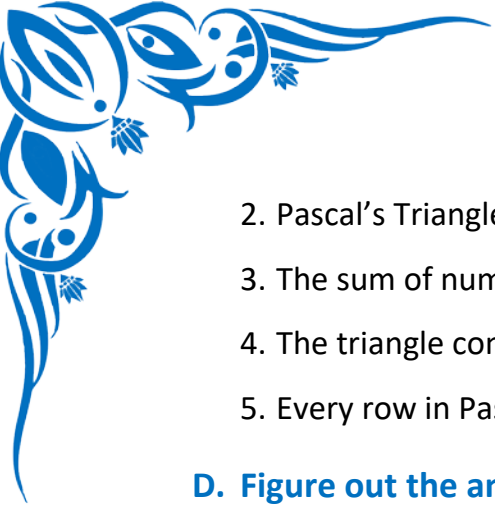 2. Pascal's Triangle
3. The sum of num
4. The triangle con
5. Every row in Pas
D. Figure out the an